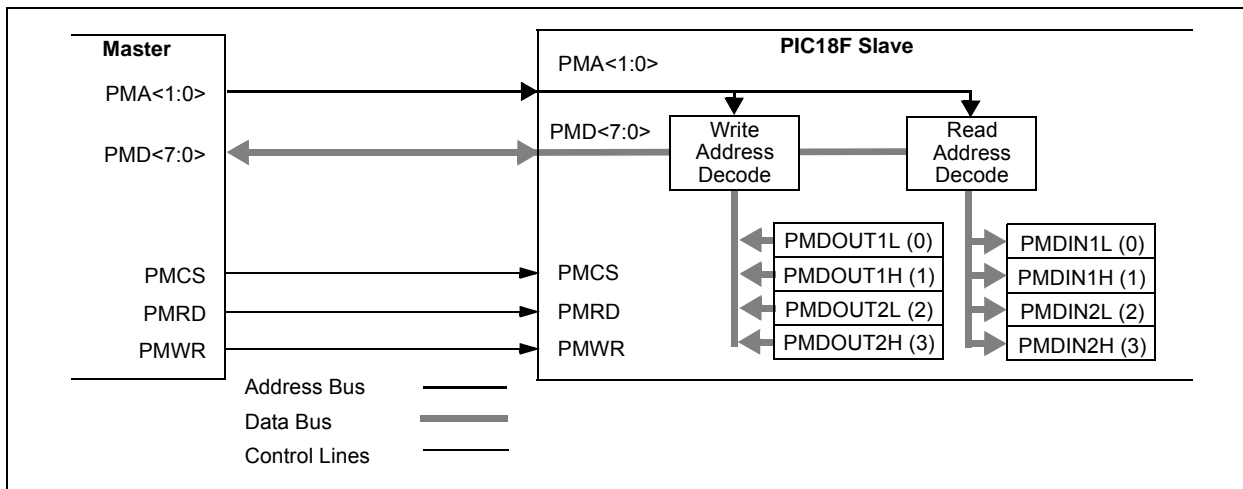 Master
PIC18F Slave
PMA<1:0>
PMA<1:0>
PMD<7:0>
PMD<7:0>
Write
Address
Decode
Read
Address
Decode
PMDOUT1L (0)
PMDOUT1H (1)
PMDOUT2L (2)
PMDOUT2H (3)
PMDIN1L (0)
PMDIN1H (1)
PMDIN2L (2)
PMDIN2H (3)
PMCS
PMCS
PMRD
PMRD
PMWR
PMWR
Address Bus
Data Bus
Control Lines